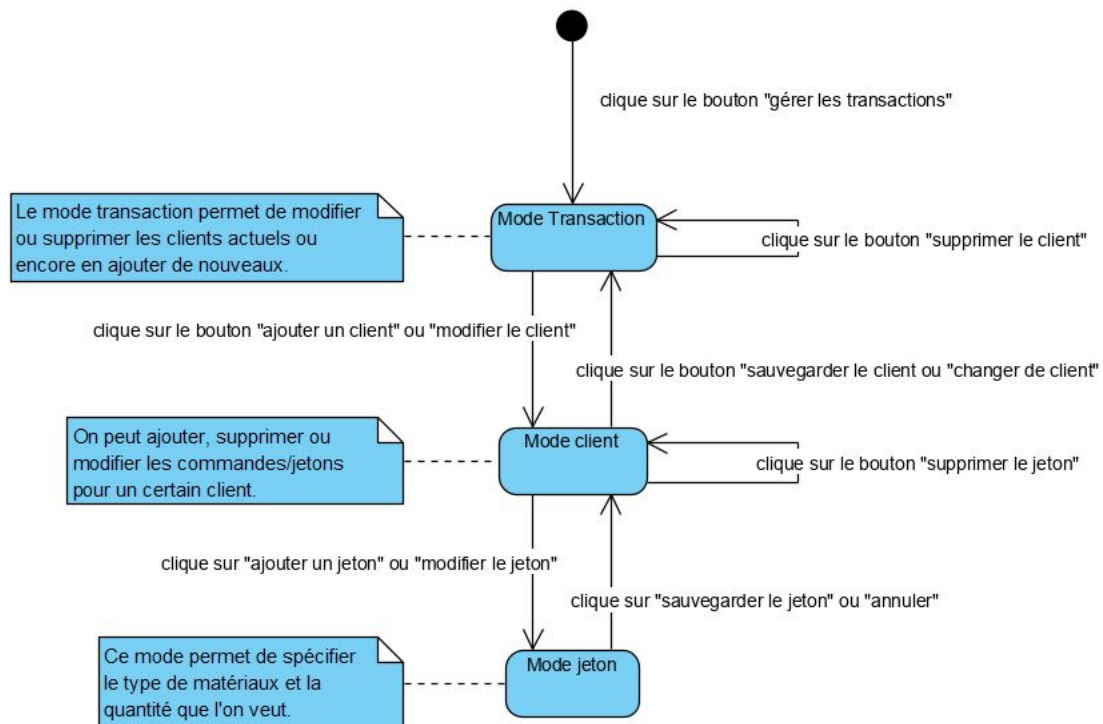 clique sur le bouton "gérer les transactions"
Le mode transaction permet de modifier
ou supprimer les clients actuels ou
encore en ajouter de nouveaux.
Mode Transaction
clique sur le bouton "supprimer le client"
clique sur le bouton "ajouter un client" ou "modifier le client"
clique sur le bouton "sauvegarder le client ou "changer de client"
On peut ajouter, supprimer ou
modifier les commandes/jetons
pour un certain client.
Mode client
clique sur le bouton "supprimer le jeton"
clique sur "ajouter un jeton" ou "modifier le jeton"
clique sur "sauvegarder le jeton" ou "annuler"
Ce mode permet de spécifier
le type de matériaux et la
quantité que l'on veut.
Mode jeton